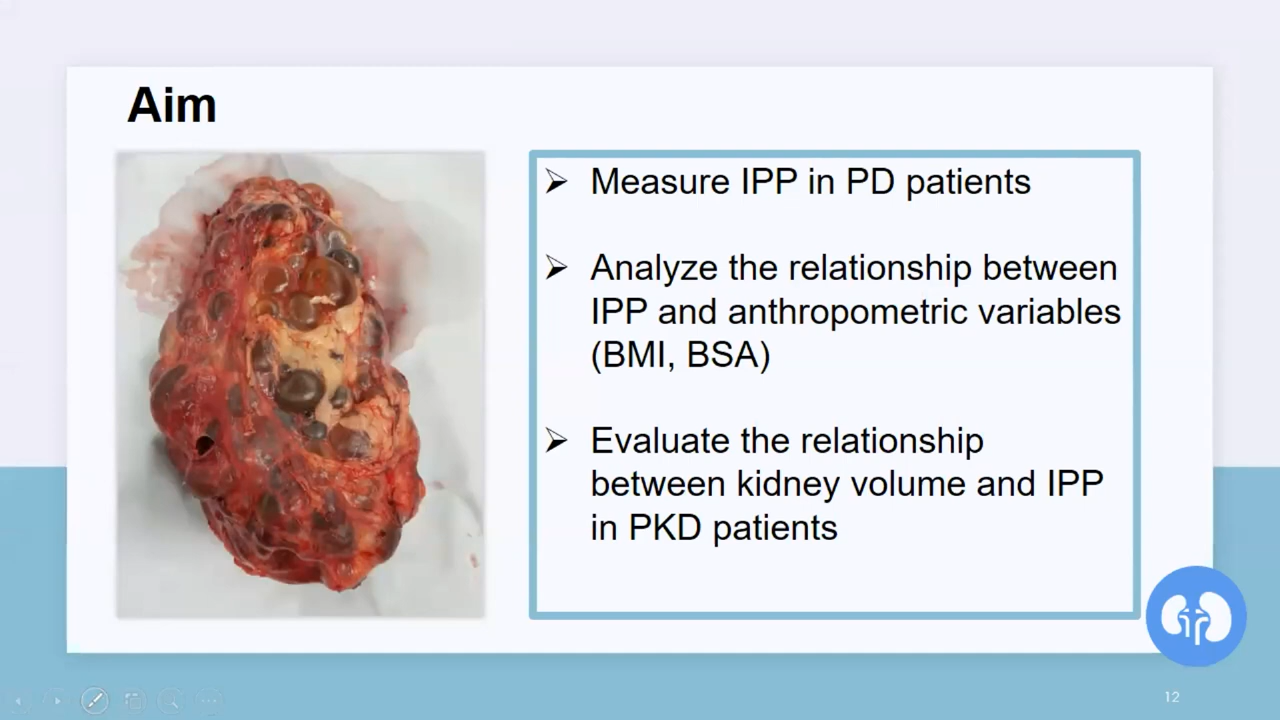 Aim
➢ Measure IPP in PD patients
➢ Analyze the relationship between
IPP and anthropometric variables
(BMI, BSA)
➢ Evaluate the relationship
between kidney volume and IPP
in PKD patients
12